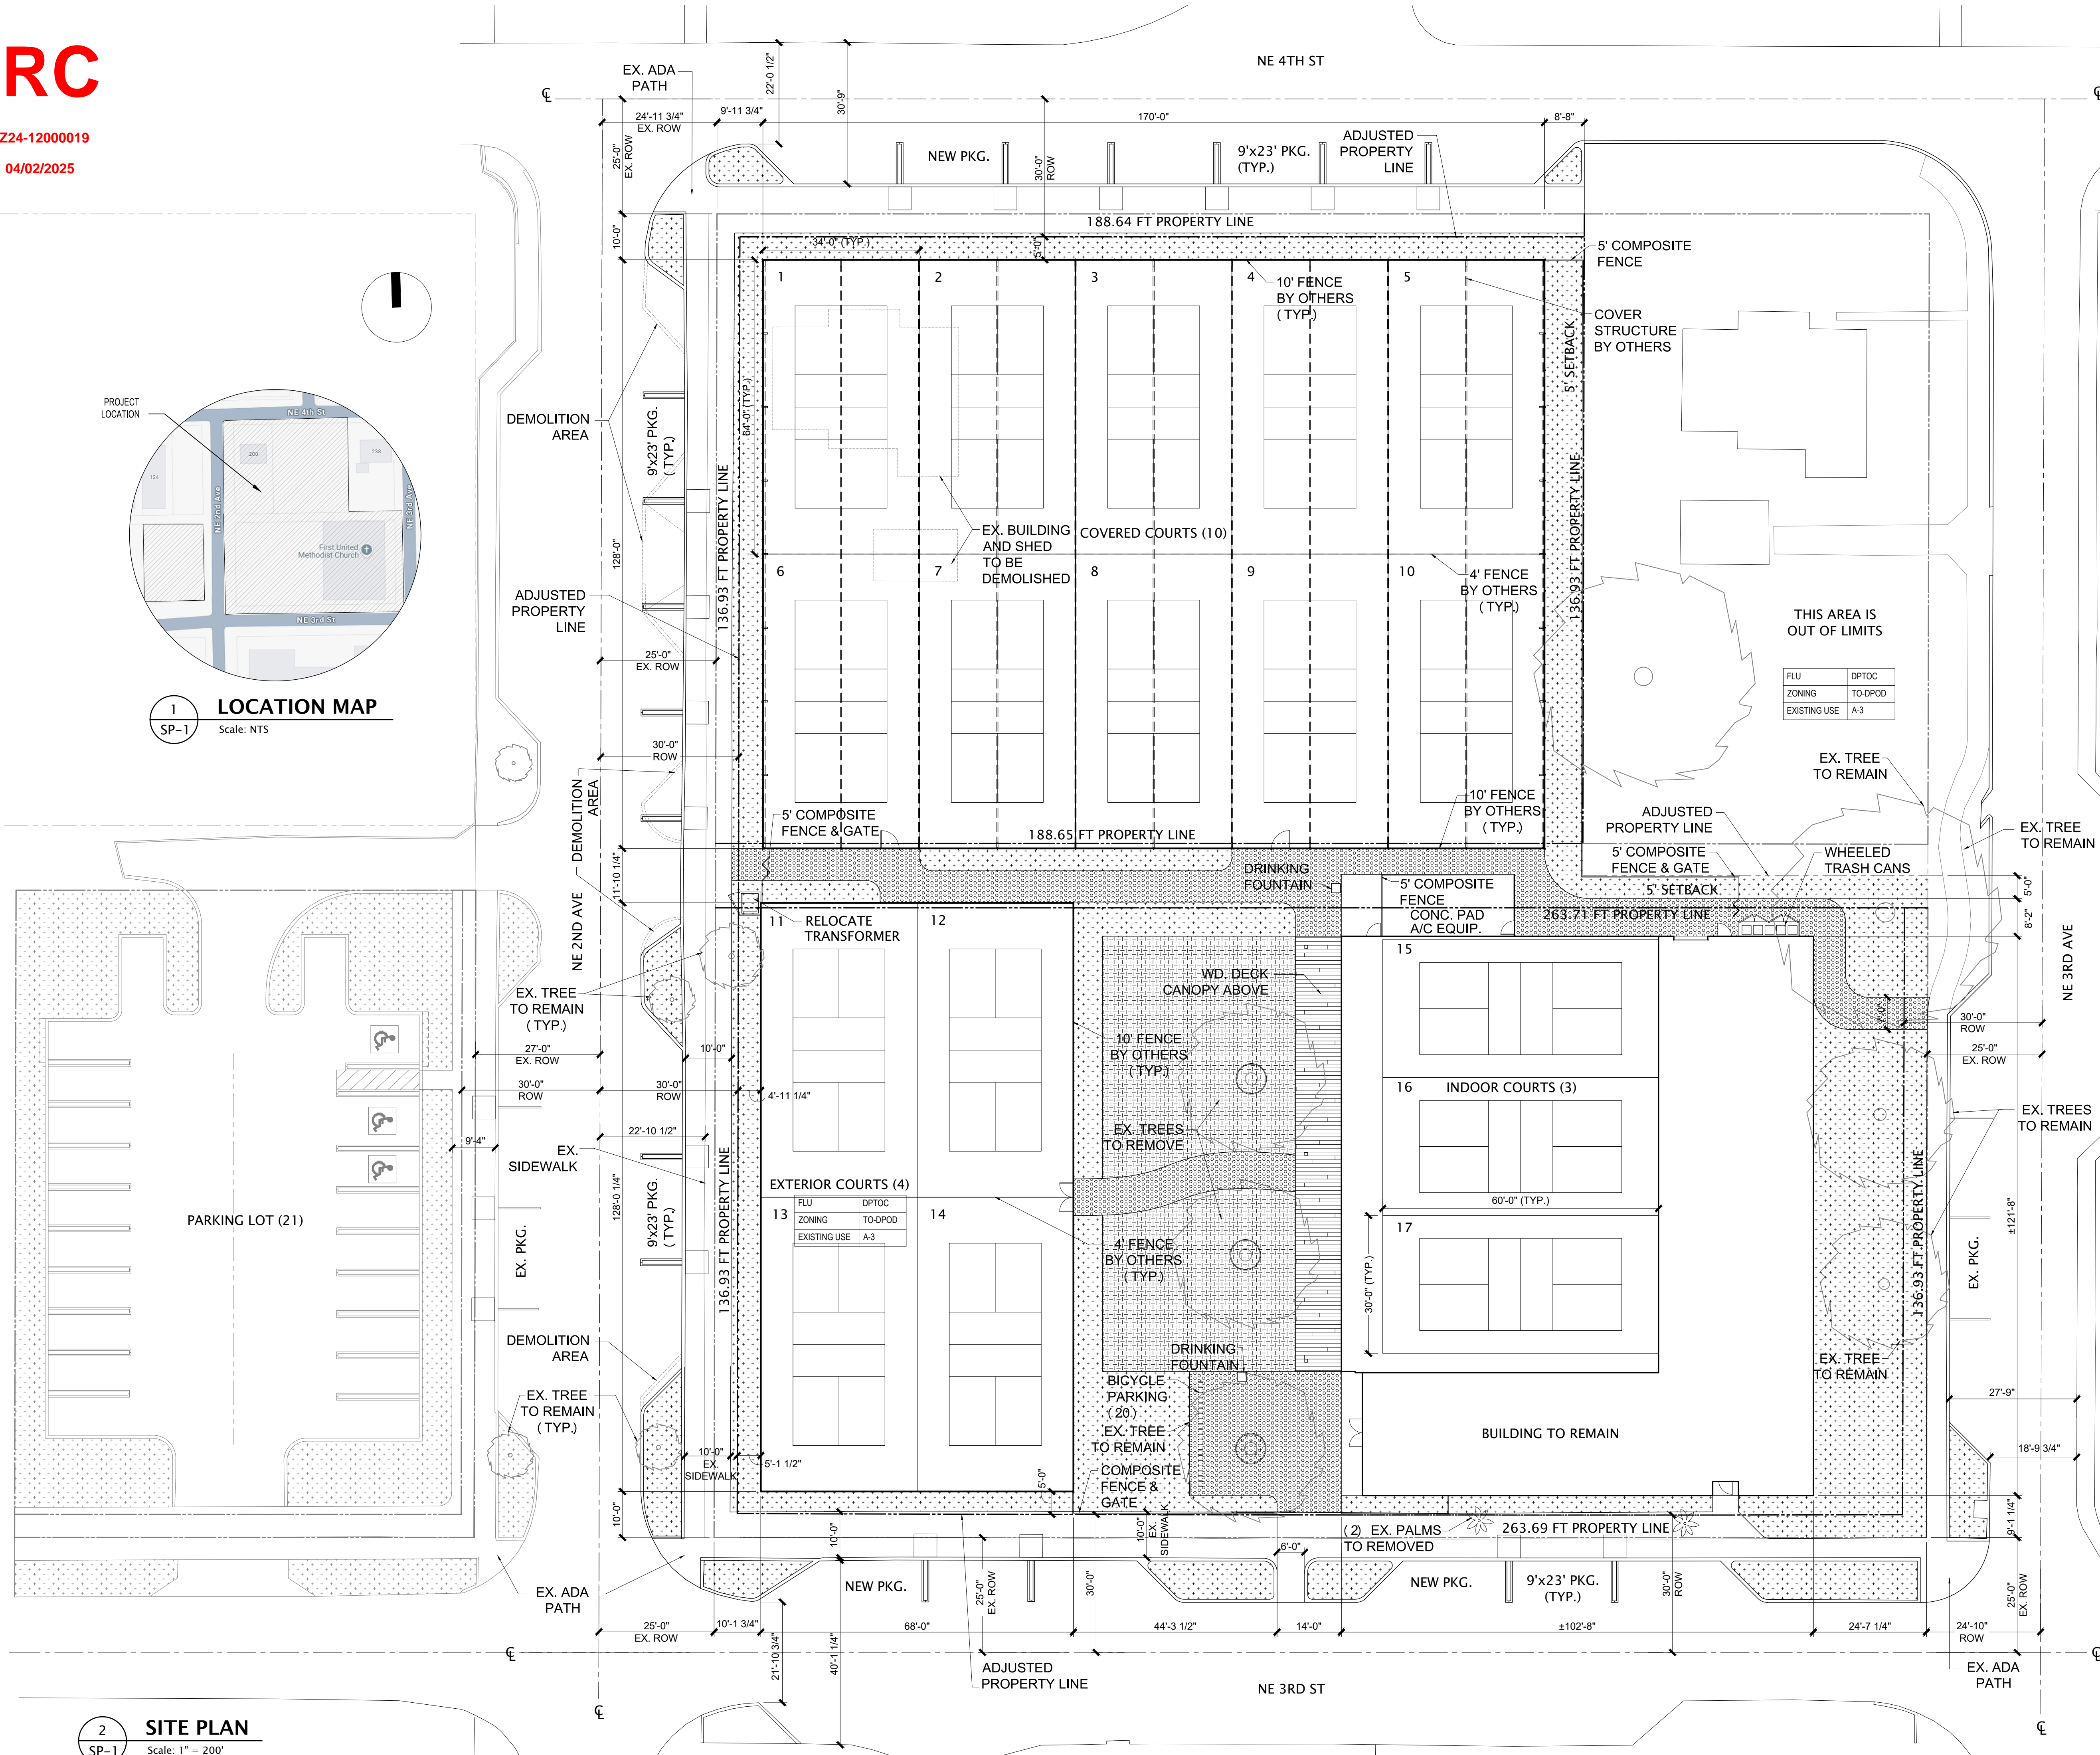 RC
Z24-12000019
04/02/2025
NE 4TH ST
EX. ADA
PATH
22'-0 1/2"
30'-9"
24'-11 3/4"
EX. ROW
9'-11 3/4"
170'-0"
8'-8"
25'-0"
EX. ROW
30'-0"
ROW
NEW PKG.
9'x23' PKG.
(TYP.)
ADJUSTED
PROPERTY
LINE
188.64 FT PROPERTY LINE
10'-0"
34'-0" (TYP.)
5'-0"
5' COMPOSITE
FENCE
1
2
3
4
5
10' FENCE
BY OTHERS
(TYP.)
COVER
STRUCTURE
BY OTHERS
5' SETBACK
64'-0" (TYP.)
DEMOLITION
AREA
9'x23' PKG.
(TYP.)
136.93 FT PROPERTY LINE
136.93 FT PROPERTY LINE
128'-0"
EX. BUILDING
AND SHED
TO BE
DEMOLISHED
COVERED COURTS (10)
6
7
8
9
10
4' FENCE
BY OTHERS
(TYP.)
ADJUSTED
PROPERTY
LINE
25'-0"
EX. ROW
30'-0"
ROW
THIS AREA IS
OUT OF LIMITS
FLU DPTOC
ZONING TO-DPOD
EXISTING USE A-3
PROJECT
LOCATION
NE 4th St
200
238
124
NE 2nd Ave
NE 3rd Ave
First United
Methodist Church
NE 3rd St
1
SP-1
LOCATION MAP
Scale: NTS
EX. TREE
TO REMAIN
ADJUSTED
PROPERTY LINE
EX. TREE
TO REMAIN
DEMOLITION
AREA
5' COMPOSITE
FENCE & GATE
188.65 FT PROPERTY LINE
10' FENCE
BY OTHERS
(TYP.)
5' COMPOSITE
FENCE & GATE
WHEELED
TRASH CANS
5' SETBACK
5'-0"
8'-2"
11'-10 1/4"
NE 2ND AVE
DRINKING
FOUNTAIN
5' COMPOSITE
FENCE
CONC. PAD
A/C EQUIP.
263.71 FT PROPERTY LINE
11
RELOCATE
TRANSFORMER
12
15
NE 3RD AVE
WD. DECK
CANOPY ABOVE
EX. TREE
TO REMAIN
(TYP.)
7'-0"
30'-0"
ROW
25'-0"
EX. ROW
27'-0"
EX. ROW
10'-0"
10' FENCE
BY OTHERS
(TYP.)
30'-0"
ROW
30'-0"
ROW
4'-11 1/4"
16
INDOOR COURTS (3)
22'-10 1/2"
9'-4"
EX.
SIDEWALK
EX. TREES
TO REMOVE
EX. TREES
TO REMAIN
136.93 FT PROPERTY LINE
EXTERIOR COURTS (4)
FLU DPTOC
ZONING TO-DPOD
EXISTING USE A-3
13
14
60'-0" (TYP.)
17
PARKING LOT (21)
128'-0 1/4"
9'x23' PKG.
(TYP.)
EX. PKG.
4' FENCE
BY OTHERS
(TYP.)
30'-0" (TYP.)
136.93 FT PROPERTY LINE
±121'-8"
EX. PKG.
DEMOLITION
AREA
DRINKING
FOUNTAIN
EX. TREE
TO REMAIN
BICYCLE
PARKING
(20)
EX. TREE
TO REMAIN
(TYP.)
27'-9"
EX. TREE
TO REMAIN
BUILDING TO REMAIN
18'-9 3/4"
10'-0"
EX.
SIDEWALK
5'-1 1/2"
5'-0"
COMPOSITE
FENCE &
GATE
10'-0"
10'-0"
10'-0"
EX.
SIDEWALK
(2) EX. PALMS
TO REMOVED
263.69 FT PROPERTY LINE
9'-1 1/4"
6'-0"
EX. ADA
PATH
NEW PKG.
25'-0"
EX. ROW
30'-0"
NEW PKG.
9'x23' PKG.
(TYP.)
30'-0"
ROW
25'-0"
EX. ROW
25'-0"
EX. ROW
10'-1 3/4"
68'-0"
44'-3 1/2"
14'-0"
±102'-8"
24'-7 1/4"
24'-10"
ROW
21'-10 3/4"
40'-1 1/4"
ADJUSTED
PROPERTY LINE
NE 3RD ST
EX. ADA
PATH
2
SP-1
SITE PLAN
Scale: 1" = 200'